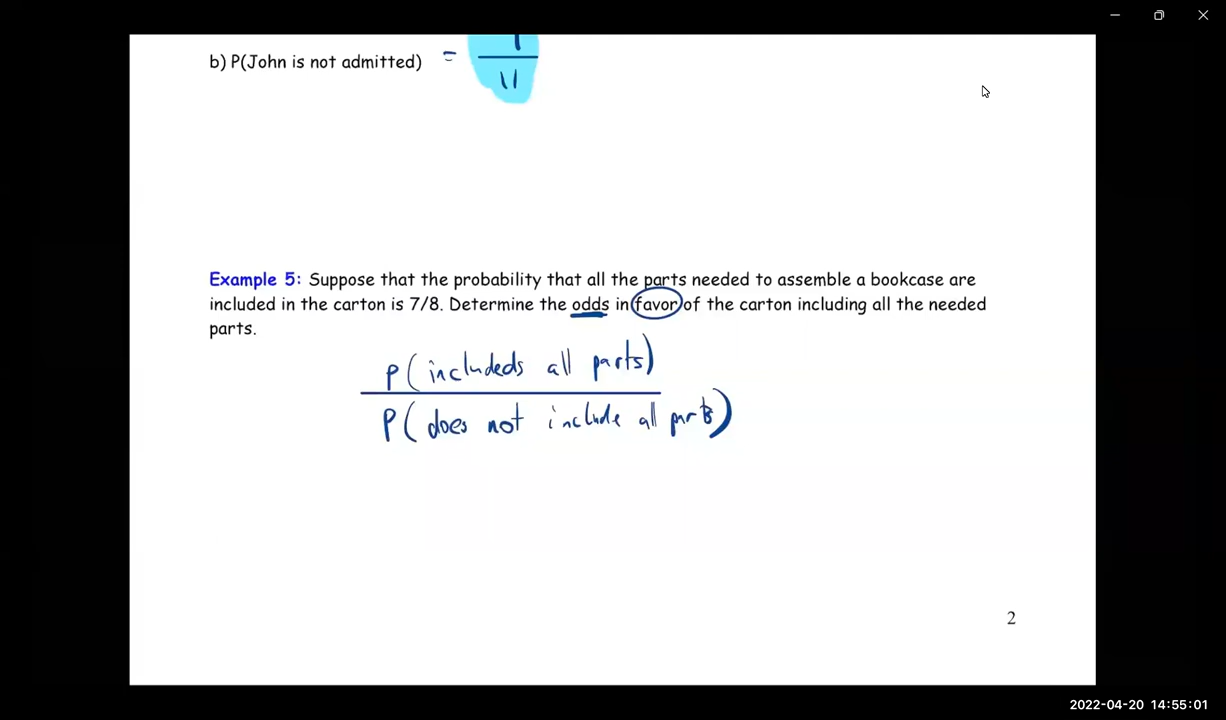 b) P(John is not admitted) =
11
Example 5: Suppose that the probability that all the parts needed to assemble a bookcase are
included in the carton is 7/8. Determine the odds in favor of the carton including all the needed
parts.
P( includeds all parts)
P( does not include all parts)
2
2022-04-20 14:55:01